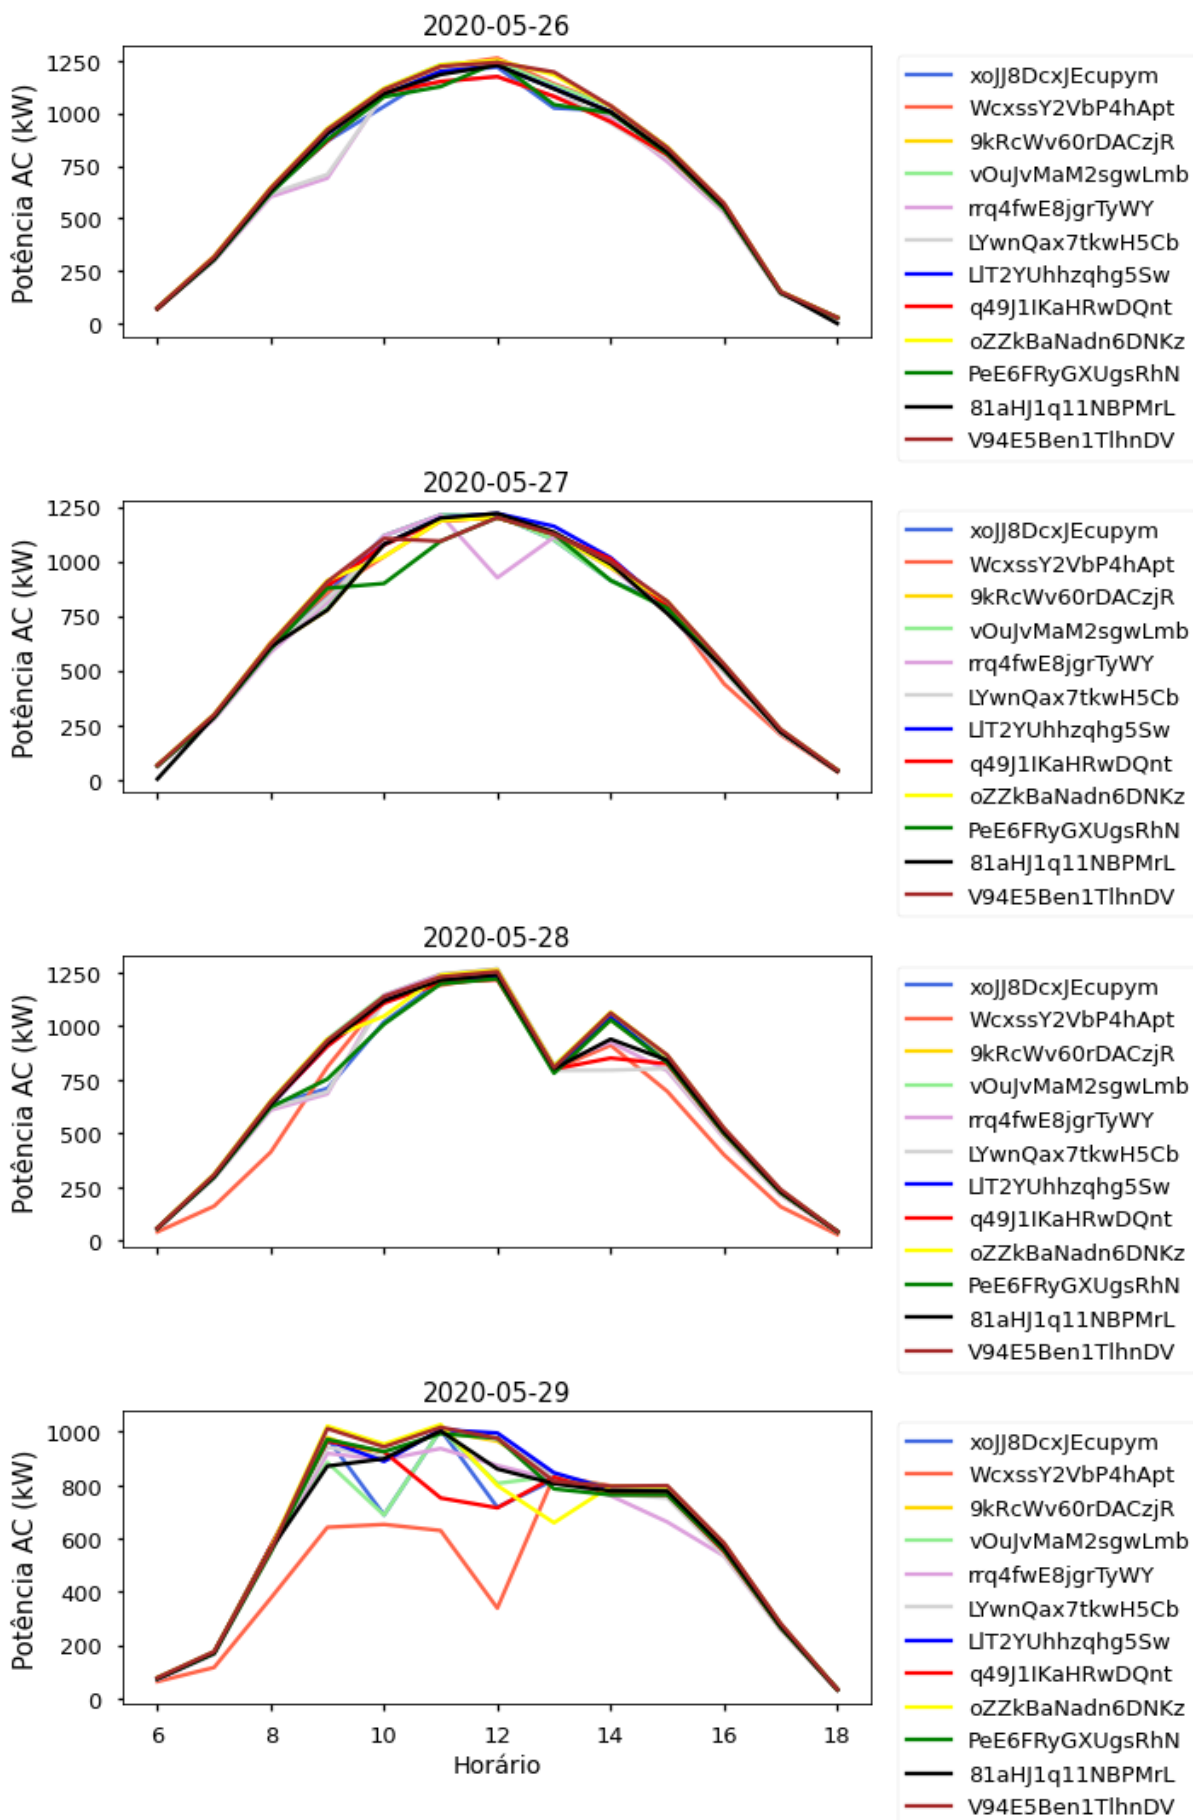 2020-05-26
Potência AC (kW)
1250
1000
750
500
250
0
xoJJ8DcxJEcupym
WcxssY2VbP4hApt
9kRcWv60rDACzjR
vOuJvMaM2sgwLmb
rrq4fwE8jgrTyWY
LYwnQax7tkwH5Cb
LlT2YUhhzqhg5Sw
q49J1IKaHRwDQnt
oZZkBaNadn6DNKz
PeE6FRyGXUgsRhN
81aHJ1q11NBPMrL
V94E5Ben1TlhnDV
2020-05-27
Potência AC (kW)
1250
1000
750
500
250
0
xoJJ8DcxJEcupym
WcxssY2VbP4hApt
9kRcWv60rDACzjR
vOuJvMaM2sgwLmb
rrq4fwE8jgrTyWY
LYwnQax7tkwH5Cb
LlT2YUhhzqhg5Sw
q49J1IKaHRwDQnt
oZZkBaNadn6DNKz
PeE6FRyGXUgsRhN
81aHJ1q11NBPMrL
V94E5Ben1TlhnDV
2020-05-28
Potência AC (kW)
1250
1000
750
500
250
0
xoJJ8DcxJEcupym
WcxssY2VbP4hApt
9kRcWv60rDACzjR
vOuJvMaM2sgwLmb
rrq4fwE8jgrTyWY
LYwnQax7tkwH5Cb
LlT2YUhhzqhg5Sw
q49J1IKaHRwDQnt
oZZkBaNadn6DNKz
PeE6FRyGXUgsRhN
81aHJ1q11NBPMrL
V94E5Ben1TlhnDV
2020-05-29
Potência AC (kW)
1000
800
600
400
200
0
6 8 10 12 14 16 18
Horário
xoJJ8DcxJEcupym
WcxssY2VbP4hApt
9kRcWv60rDACzjR
vOuJvMaM2sgwLmb
rrq4fwE8jgrTyWY
LYwnQax7tkwH5Cb
LlT2YUhhzqhg5Sw
q49J1IKaHRwDQnt
oZZkBaNadn6DNKz
PeE6FRyGXUgsRhN
81aHJ1q11NBPMrL
V94E5Ben1TlhnDV